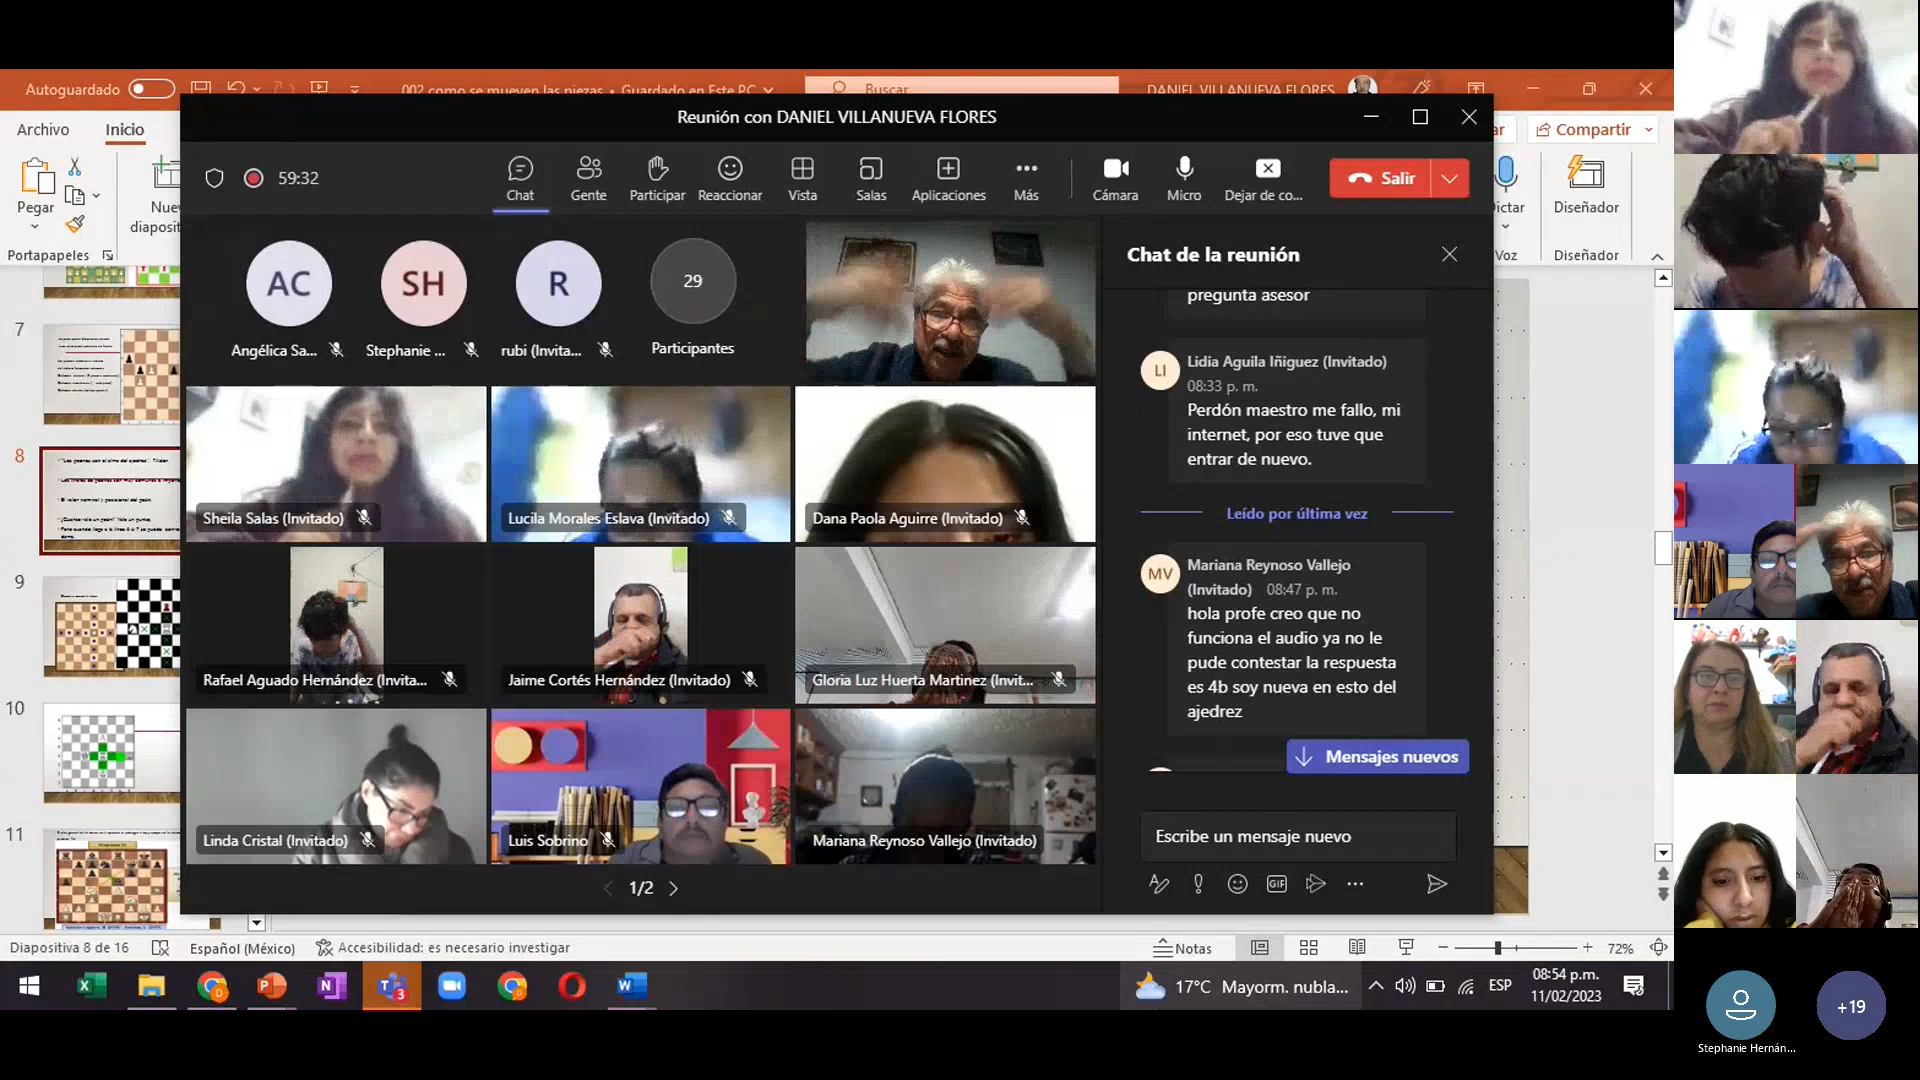 Autoguardado
002 como se mueven las piezas • Guardado en Este PC
Buscar
DANIEL VILLANUEVA FLORES
Archivo
Inicio
Compartir
Pegar
Portapapeles
Dictar
Voz
Diseñador
Diseñador
Reunión con DANIEL VILLANUEVA FLORES
59:32
Chat
Gente
Participar
Reaccionar
Vista
Salas
Aplicaciones
Más
Cámara
Micro
Dejar de co...
Salir
AC
SH
R
29
Angélica Sa...
Stephanie ...
rubi (Invita...
Participantes
Sheila Salas (Invitado)
Lucila Morales Eslava (Invitado)
Dana Paola Aguirre (Invitado)
Rafael Aguado Hernández (Invita...
Jaime Cortés Hernández (Invitado)
Gloria Luz Huerta Martinez (Invit...
Linda Cristal (Invitado)
Luis Sobrino
Mariana Reynoso Vallejo (Invitado)
1/2
Chat de la reunión
pregunta asesor
LI
Lidia Aguila Iñiguez (Invitado)
08:33 p. m.
Perdón maestro me fallo, mi
internet, por eso tuve que
entrar de nuevo.
Leído por última vez
MV
Mariana Reynoso Vallejo
(Invitado) 08:47 p. m.
hola profe creo que no
funciona el audio ya no le
pude contestar la respuesta
es 4b soy nueva en esto del
ajedrez
Mensajes nuevos
Escribe un mensaje nuevo
GIF
7
8
9
10
11
Diapositiva 8 de 16
Español (México)
Accesibilidad: es necesario investigar
Notas
72%
17°C Mayorm. nubla...
ESP
08:54 p.m.
11/02/2023
Stephanie Hernán...
+19